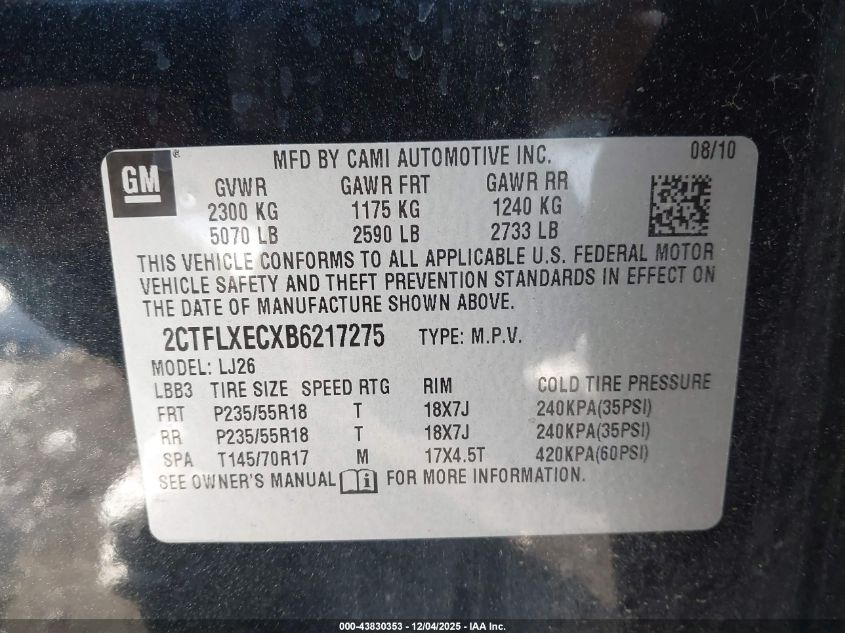 GM®
MFD BY CAMI AUTOMOTIVE INC.
08/10
GVWR GAWR FRT GAWR RR
2300 KG 1175 KG 1240 KG
5070 LB 2590 LB 2733 LB
THIS VEHICLE CONFORMS TO ALL APPLICABLE U.S. FEDERAL MOTOR
VEHICLE SAFETY AND THEFT PREVENTION STANDARDS IN EFFECT ON
THE DATE OF MANUFACTURE SHOWN ABOVE.
2CTFLXECXB6217275 TYPE: M.P.V.
MODEL: LJ26
LBB3 TIRE SIZE SPEED RTG RIM COLD TIRE PRESSURE
FRT P235/55R18 T 18X7J 240KPA(35PSI)
RR P235/55R18 T 18X7J 240KPA(35PSI)
SPA T145/70R17 M 17X4.5T 420KPA(60PSI)
SEE OWNER'S MANUAL i FOR MORE INFORMATION.
000-43830353 - 12/04/2025 - IAA Inc.